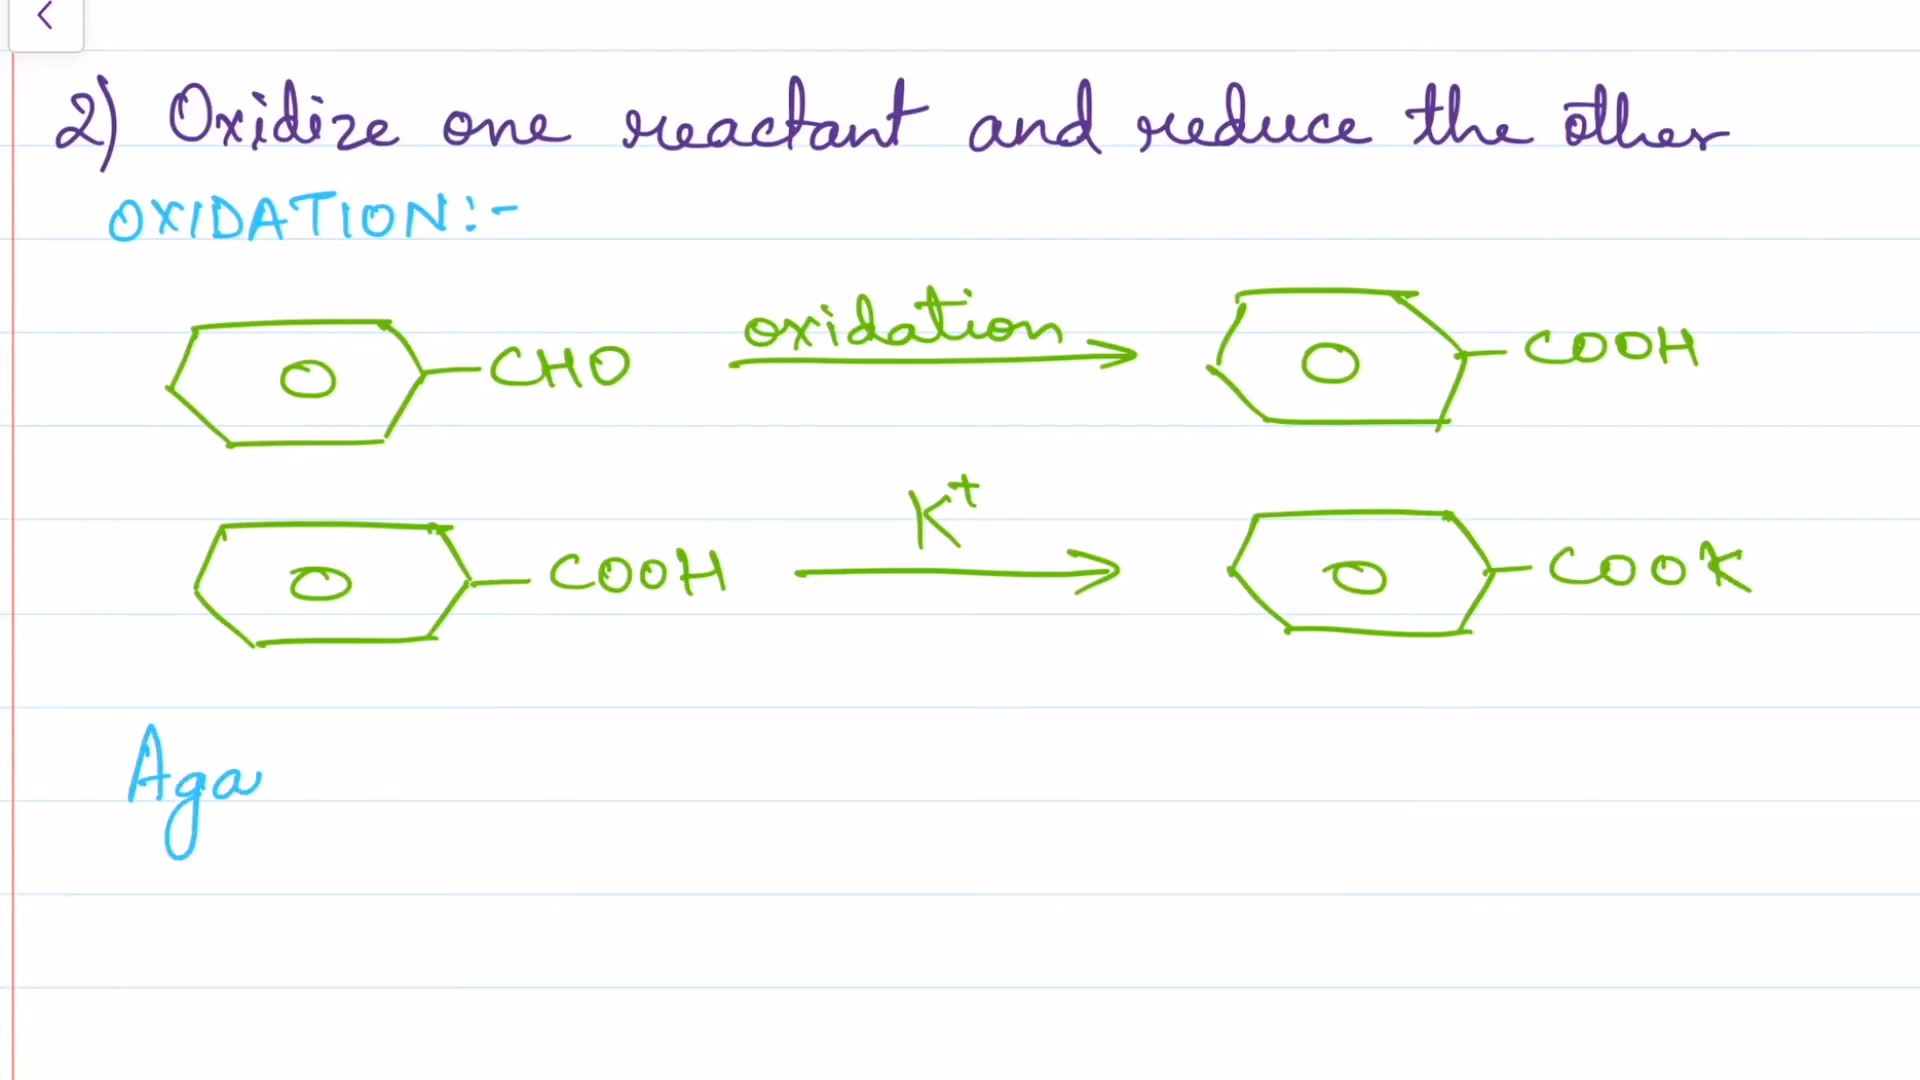 2) Oxidize one reactant and reduce the other
OXIDATION:-
CHO oxidation COOH
COOH K+ COOK
Aga